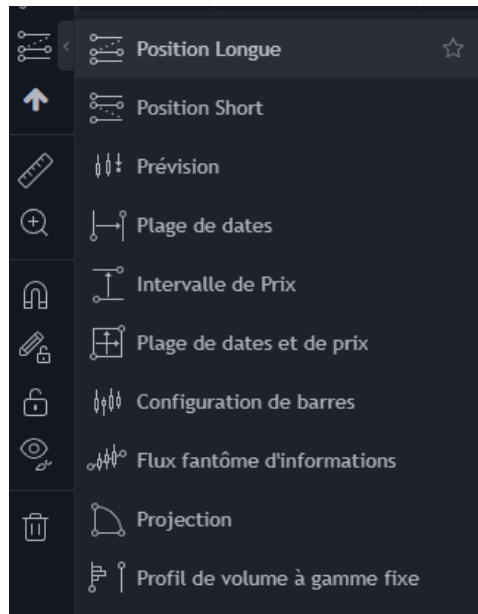 Position Longue
Position Short
Prévision
Plage de dates
Intervalle de Prix
Plage de dates et de prix
Configuration de barres
Flux fantôme d'informations
Projection
Profil de volume à gamme fixe